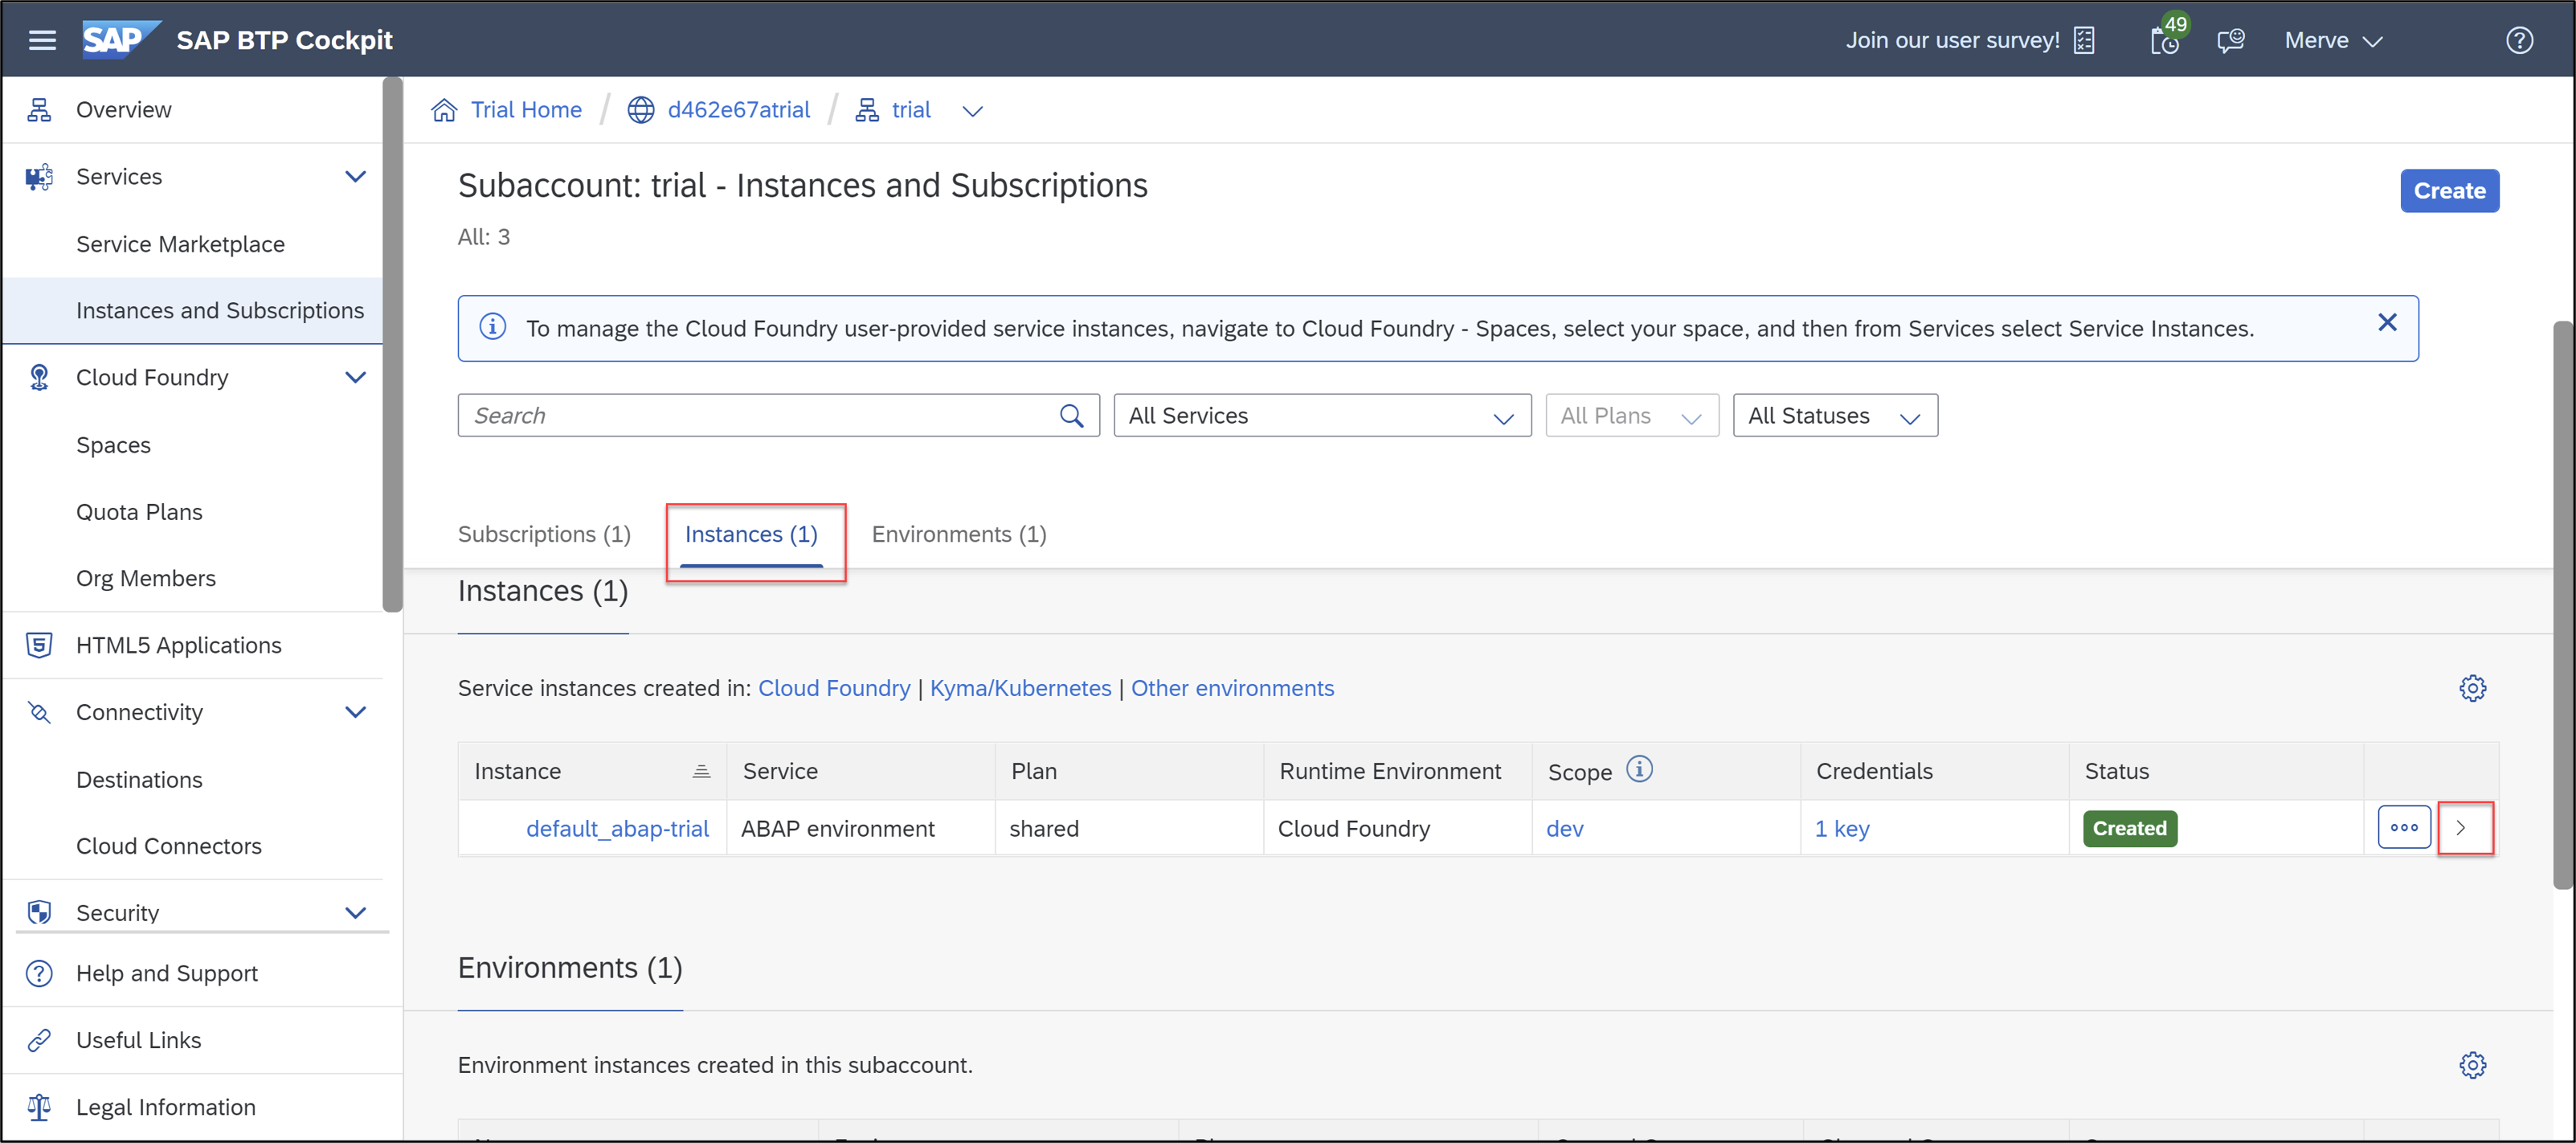 SAP SAP BTP Cockpit
Join our user survey! 49 Merve
Overview
Services
Service Marketplace
Instances and Subscriptions
Cloud Foundry
Spaces
Quota Plans
Org Members
HTML5 Applications
Connectivity
Destinations
Cloud Connectors
Security
Help and Support
Useful Links
Legal Information
Trial Home / d462e67atrial / trial
Subaccount: trial - Instances and Subscriptions
Create
All: 3
To manage the Cloud Foundry user-provided service instances, navigate to Cloud Foundry - Spaces, select your space, and then from Services select Service Instances.
Search All Services All Plans All Statuses
Subscriptions (1) Instances (1) Environments (1)
Instances (1)
Service instances created in: Cloud Foundry | Kyma/Kubernetes | Other environments
Instance Service Plan Runtime Environment Scope Credentials Status
default_abap-trial ABAP environment shared Cloud Foundry dev 1 key Created
Environments (1)
Environment instances created in this subaccount.